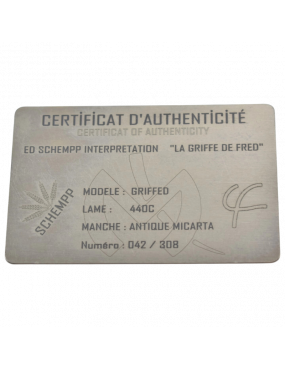 CERTIFICAT D'AUTHENTICITÉ
CERTIFICATE OF AUTHENTICITY
ED SCHEMPP INTERPRETATION "LA GRIFFE DE FRED"
SCHEMPP
MODELE : GRIFFED
LAME : 440C
MANCHE : ANTIQUE MICARTA
Numéro : 042 / 308